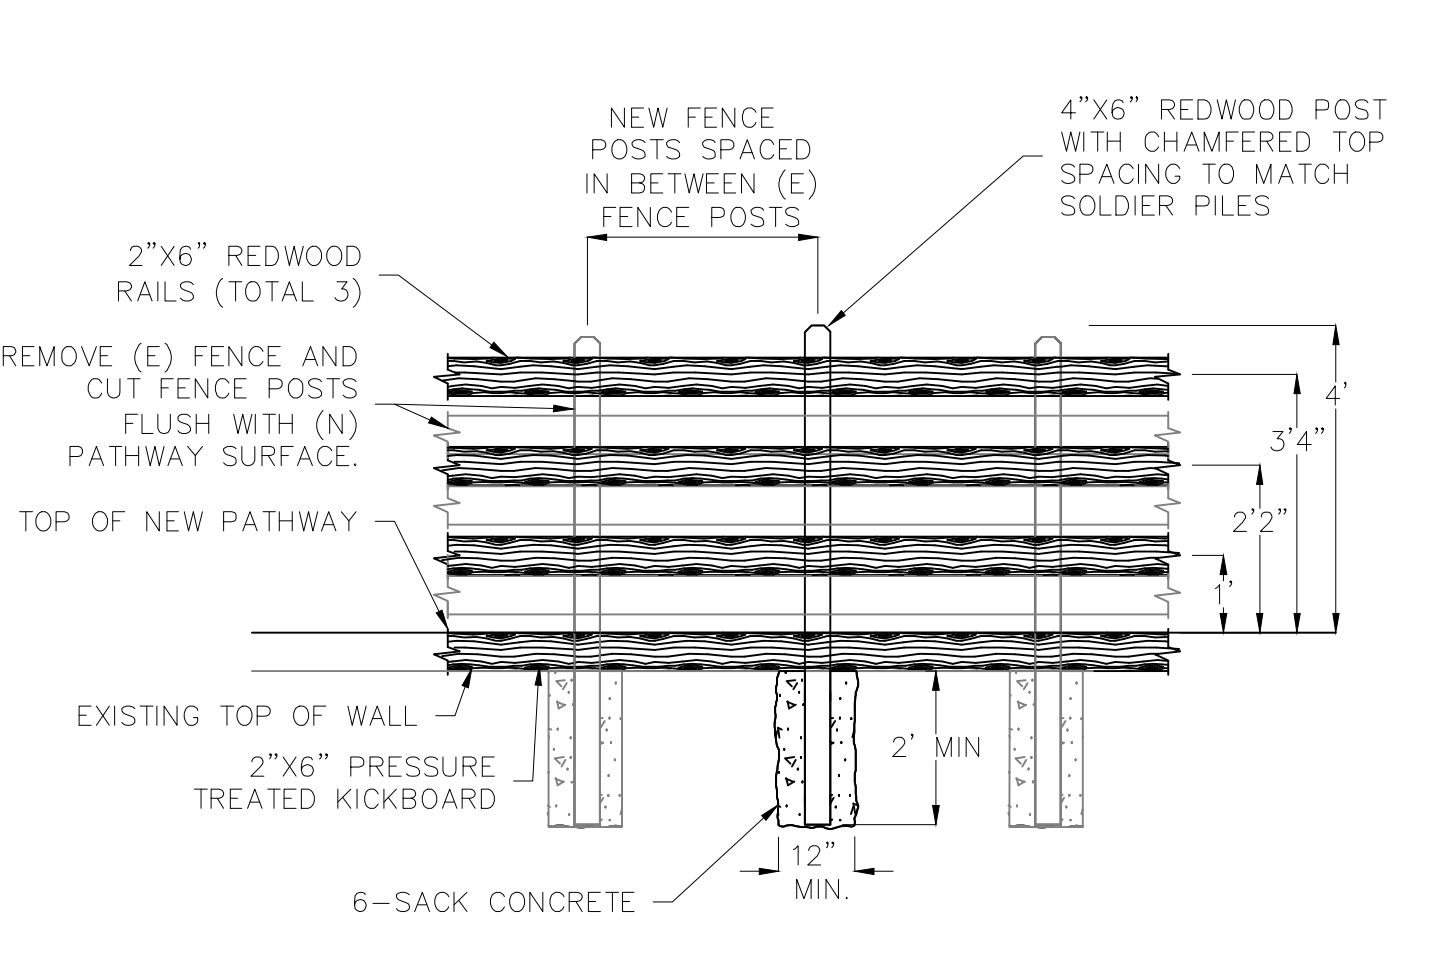 NEW FENCE
POSTS SPACED
IN BETWEEN (E)
FENCE POSTS
4”X6” REDWOOD POST
WITH CHAMFERED TOP
SPACING TO MATCH
SOLDIER PILES
2”X6” REDWOOD
RAILS (TOTAL 3)
REMOVE (E) FENCE AND
CUT FENCE POSTS
FLUSH WITH (N)
PATHWAY SURFACE.
TOP OF NEW PATHWAY
4’
3’4”
2’2”
1’
EXISTING TOP OF WALL
2”X6” PRESSURE
TREATED KICKBOARD
2’ MIN
12”
MIN.
6–SACK CONCRETE